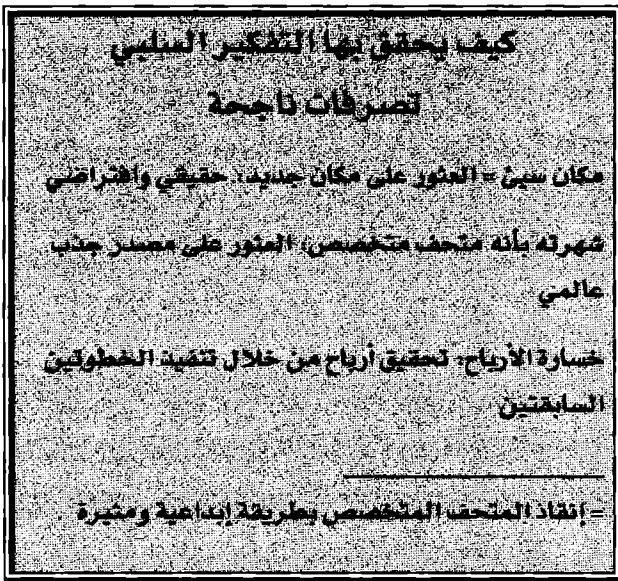 كيف يحقق بها التفكير السلبي
تصرفات ناجحة
مكان سيئ = العثور على مكان جديد: حقيقي وافتراضي
شهرته بأنه متحف متخصص؛ العثور على مصدر جذب
عالمي
خسارة الأرباح: تحقيق أرباح من خلال تنفيذ الخطوتين
السابقتين
= إنقاذ المتحف المتخصص بطريقة إبداعية ومثيرة